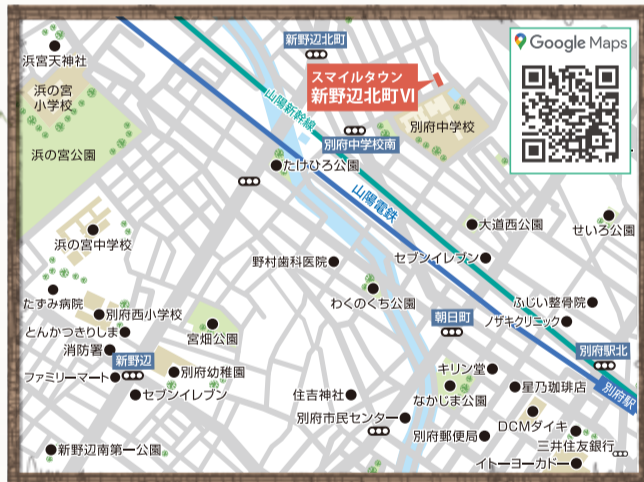 新野辺北町
Google Maps
浜宮天神社
スマイルタウン
新野辺北町Ⅵ
浜の宮
小学校
山陽新幹線
別府中学校
別府中学校南
浜の宮公園
たけひろ公園
山陽電鉄
大道西公園
せいろ公園
浜の宮中学校
野村歯科医院
セブンイレブン
たずみ病院
わくのくち公園
ふじい整骨院
別府西小学校
朝日町
ノザキクリニック
とんかつきりしま
宮畑公園
消防署
新野辺
別府駅北
ファミリーマート
別府幼稚園
キリン堂
別府駅
セブンイレブン
住吉神社
なかじま公園
星乃珈琲店
別府市民センター
DCMダイキ
別府郵便局
三井住友銀行
新野辺南第一公園
イトーヨーカドー